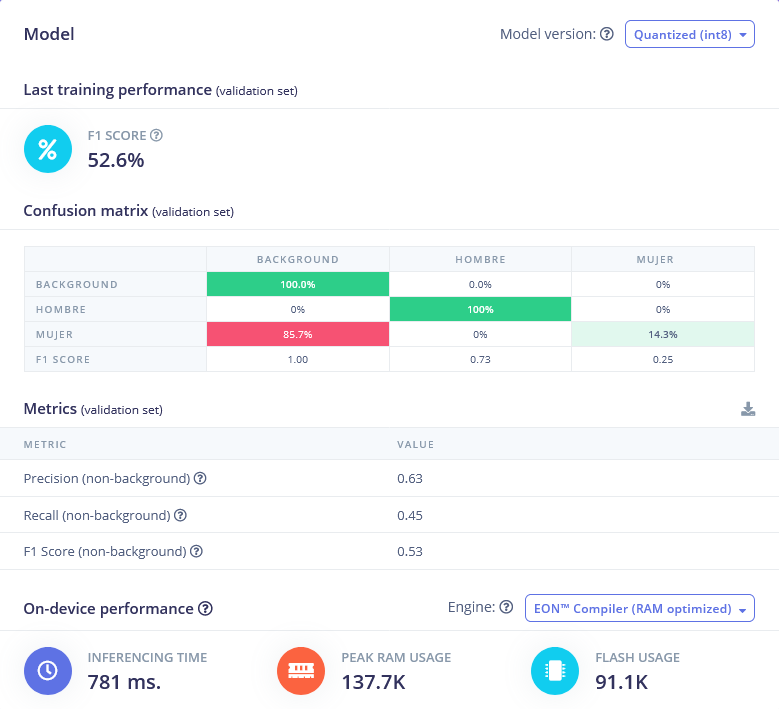 Model
Model version:
Quantized (int8)
Last training performance (validation set)
%
F1 SCORE
52.6%
Confusion matrix (validation set)
BACKGROUND HOMBRE MUJER
BACKGROUND 100.0% 0.0% 0%
HOMBRE 0% 100% 0%
MUJER 85.7% 0% 14.3%
F1 SCORE 1.00 0.73 0.25
Metrics (validation set)
METRIC VALUE
Precision (non-background) ? 0.63
Recall (non-background) ? 0.45
F1 Score (non-background) ? 0.53
On-device performance ?
Engine: ?
EON™ Compiler (RAM optimized)
INFERENCING TIME
781 ms.
PEAK RAM USAGE
137.7K
FLASH USAGE
91.1K